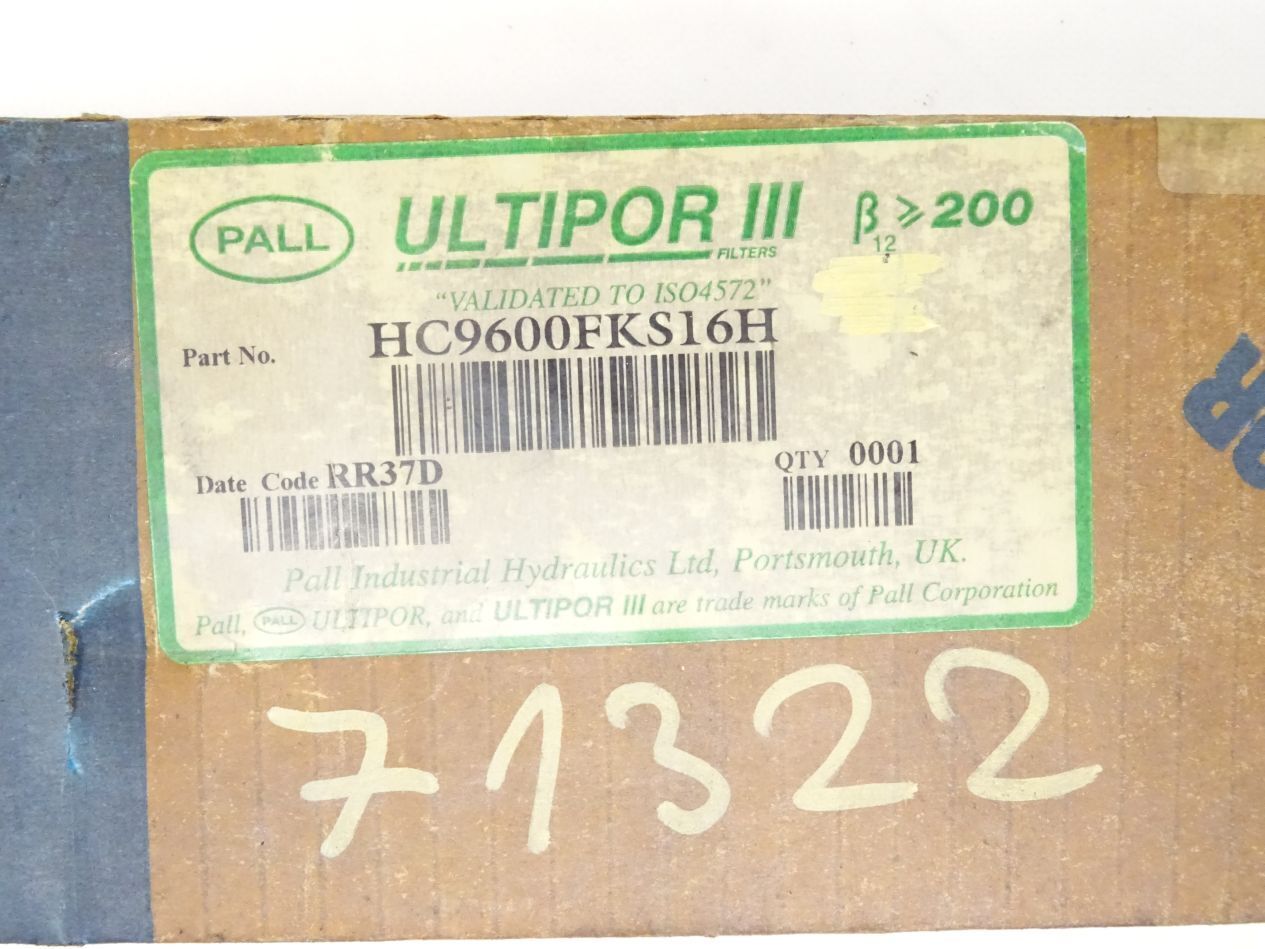 PALL
ULTIPOR III
FILTERS
β12 ≥ 200
"VALIDATED TO ISO4572"
Part No. HC9600FKS16H
Date Code RR37D
QTY 0001
Pall Industrial Hydraulics Ltd, Portsmouth, UK.
Pall, PALL ULTIPOR, and ULTIPOR III are trade marks of Pall Corporation
71322